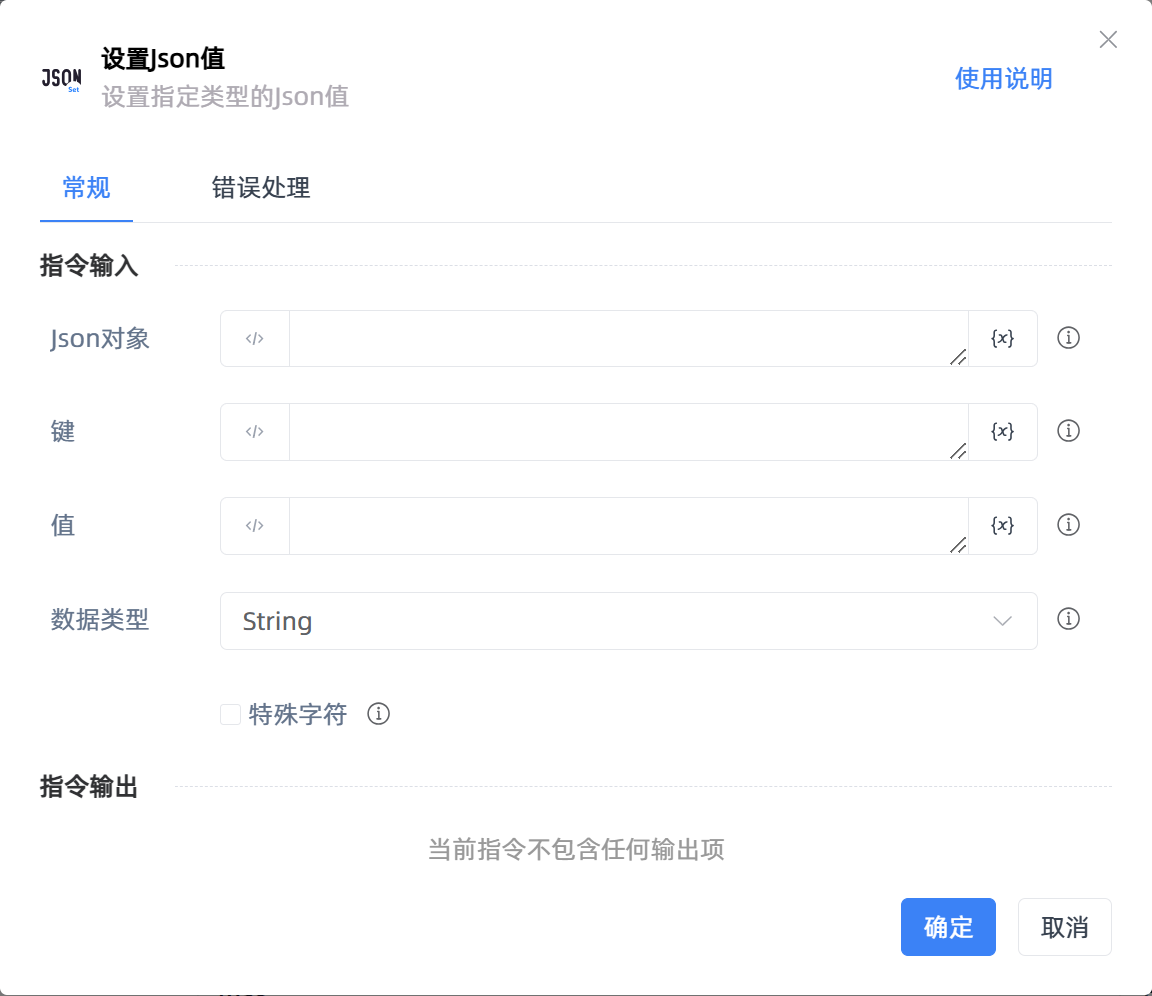 JSON
Set
设置Json值
设置指定类型的Json值
使用说明
常规
错误处理
指令输入
Json对象
</>
{x}
键
</>
{x}
值
</>
{x}
数据类型
String
特殊字符
指令输出
当前指令不包含任何输出项
确定
取消